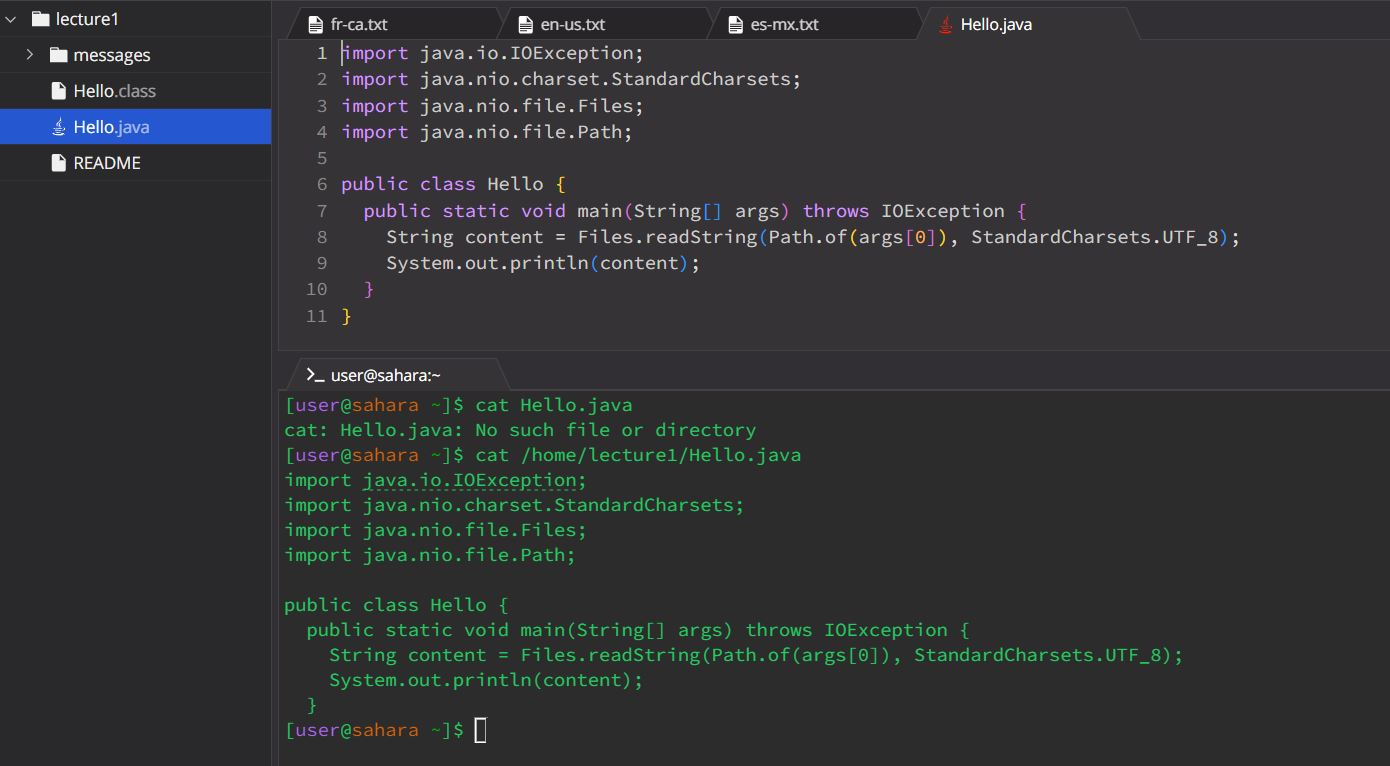 lecture1
messages
Hello.class
Hello.java
README
fr-ca.txt en-us.txt es-mx.txt Hello.java
1 import java.io.IOException;
2 import java.nio.charset.StandardCharsets;
3 import java.nio.file.Files;
4 import java.nio.file.Path;
5
6 public class Hello {
7   public static void main(String[] args) throws IOException {
8     String content = Files.readString(Path.of(args[0]), StandardCharsets.UTF_8);
9     System.out.println(content);
10   }
11 }
>_ user@sahara:~
[user@sahara ~]$ cat Hello.java
cat: Hello.java: No such file or directory
[user@sahara ~]$ cat /home/lecture1/Hello.java
import java.io.IOException;
import java.nio.charset.StandardCharsets;
import java.nio.file.Files;
import java.nio.file.Path;

public class Hello {
  public static void main(String[] args) throws IOException {
    String content = Files.readString(Path.of(args[0]), StandardCharsets.UTF_8);
    System.out.println(content);
  }
[user@sahara ~]$